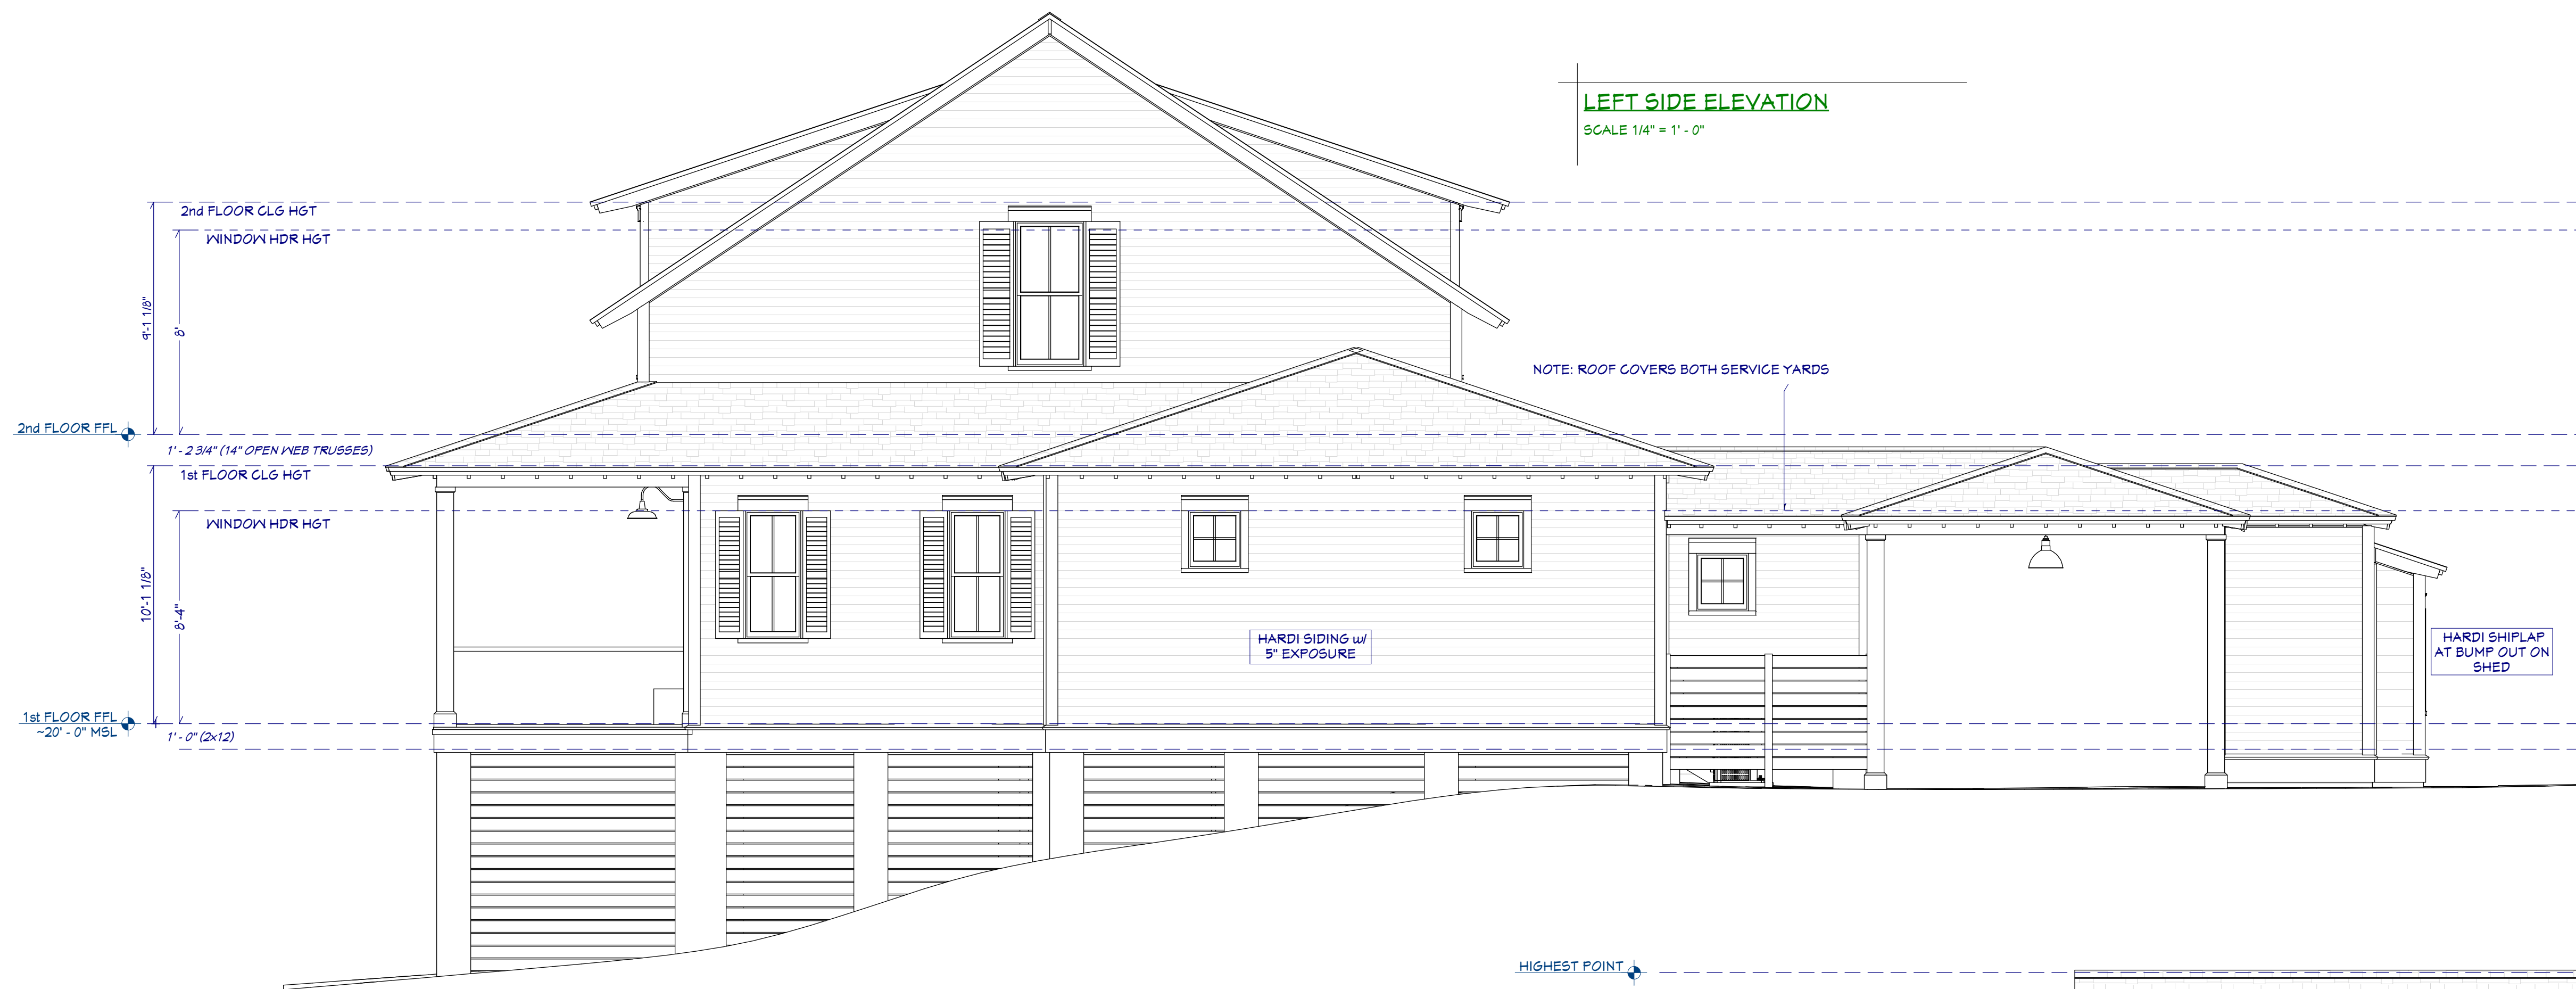 LEFT SIDE ELEVATION
SCALE 1/4" = 1' - 0"
2nd FLOOR CLG HGT
WINDOW HDR HGT
9'-1 1/8"
8'
NOTE: ROOF COVERS BOTH SERVICE YARDS
2nd FLOOR FFL
1' - 2 3/4" (14" OPEN WEB TRUSSES)
1st FLOOR CLG HGT
WINDOW HDR HGT
10'-1 1/8"
8'-4"
HARDI SIDING w/
5" EXPOSURE
HARDI SHIPLAP
AT BUMP OUT ON
SHED
1st FLOOR FFL
~20' - 0" MSL
1' - 0" (2x12)
HIGHEST POINT